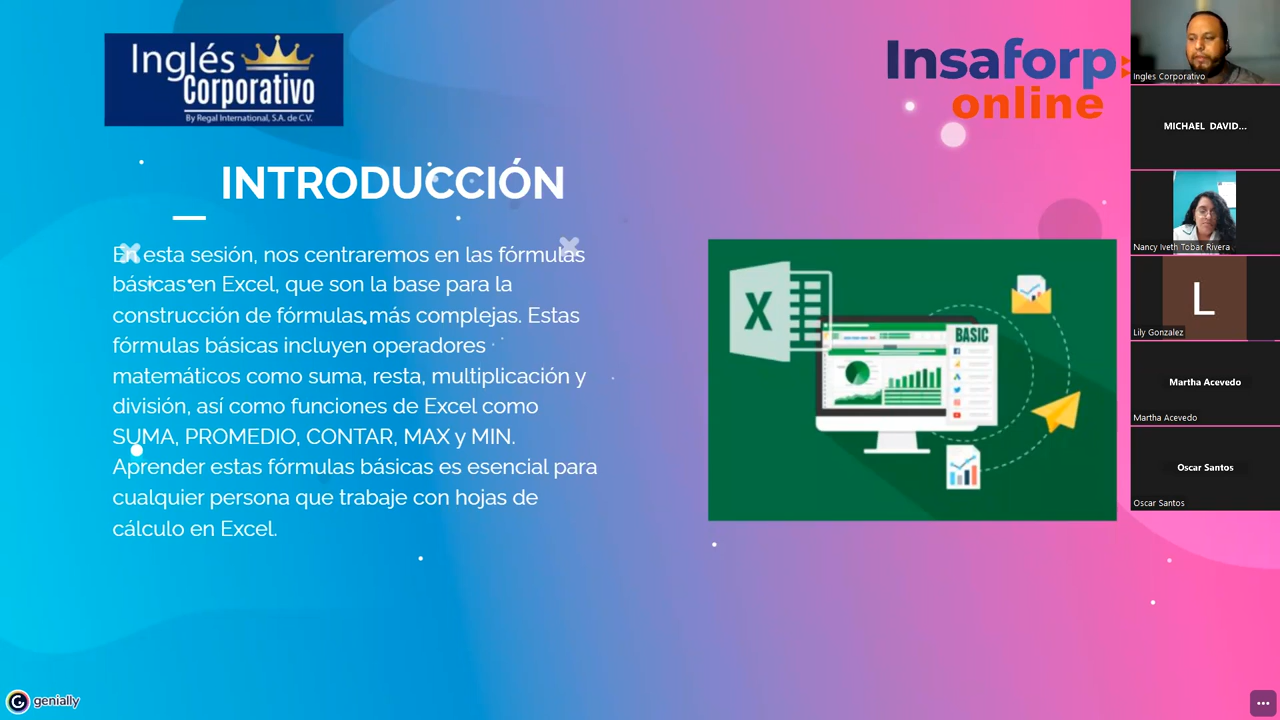 Inglés
Corporativo
By Regal International, S.A. de C.V.
Insaforp
online
INTRODUCCIÓN
En esta sesión, nos centraremos en las fórmulas
básicas en Excel, que son la base para la
construcción de fórmulas más complejas. Estas
fórmulas básicas incluyen operadores
matemáticos como suma, resta, multiplicación y
división, así como funciones de Excel como
SUMA, PROMEDIO, CONTAR, MAX y MIN.
Aprender estas fórmulas básicas es esencial para
cualquier persona que trabaje con hojas de
cálculo en Excel.
X
BASIC
Ingles Corporativo
MICHAEL DAVID...
Nancy Iveth Tobar Rivera
L
Lily Gonzalez
Martha Acevedo
Martha Acevedo
Oscar Santos
Oscar Santos
genially